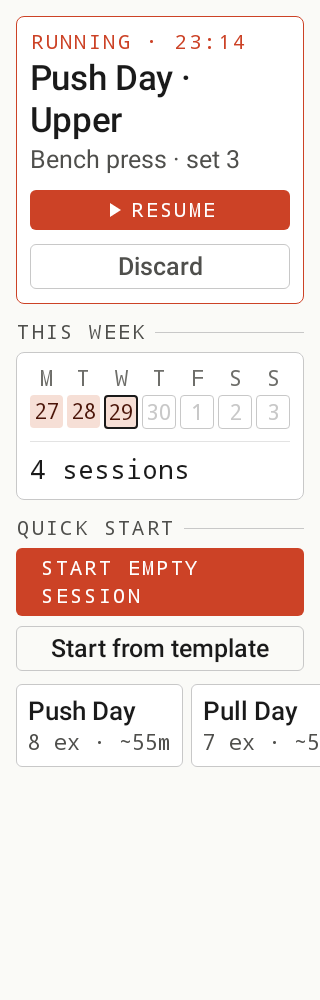 RUNNING · 23:14
Push Day ·
Upper
Bench press · set 3
RESUME
Discard
THIS WEEK
M T W T F S S
27 28 29 30 1 2 3
4 sessions
QUICK START
START EMPTY
SESSION
Start from template
Push Day Pull Day
8 ex · ~55m 7 ex · ~5